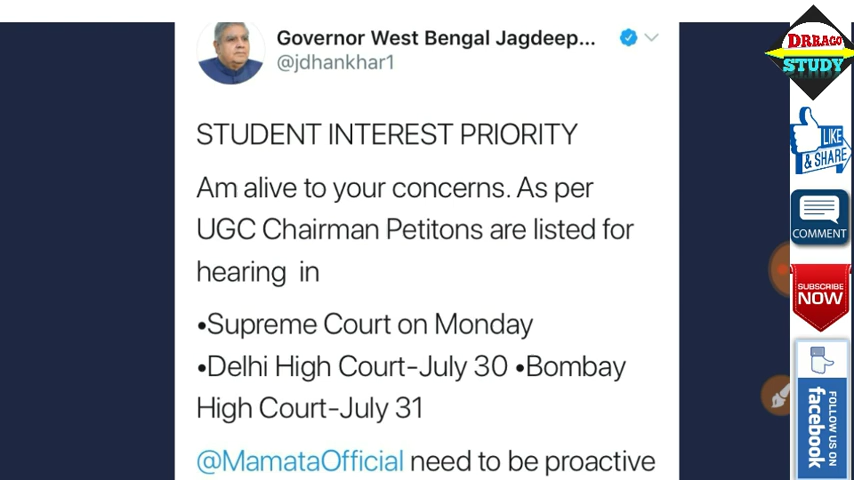 Governor West Bengal Jagdeep...
@jdhankhar1
STUDENT INTEREST PRIORITY
Am alive to your concerns. As per
UGC Chairman Petitons are listed for
hearing in
•Supreme Court on Monday
•Delhi High Court-July 30 •Bombay
High Court-July 31
@MamataOfficial need to be proactive
DRRAGO
STUDY
LIKE
& SHARE
COMMENT
SUBSCRIBE
NOW
FOLLOW US ON
facebook